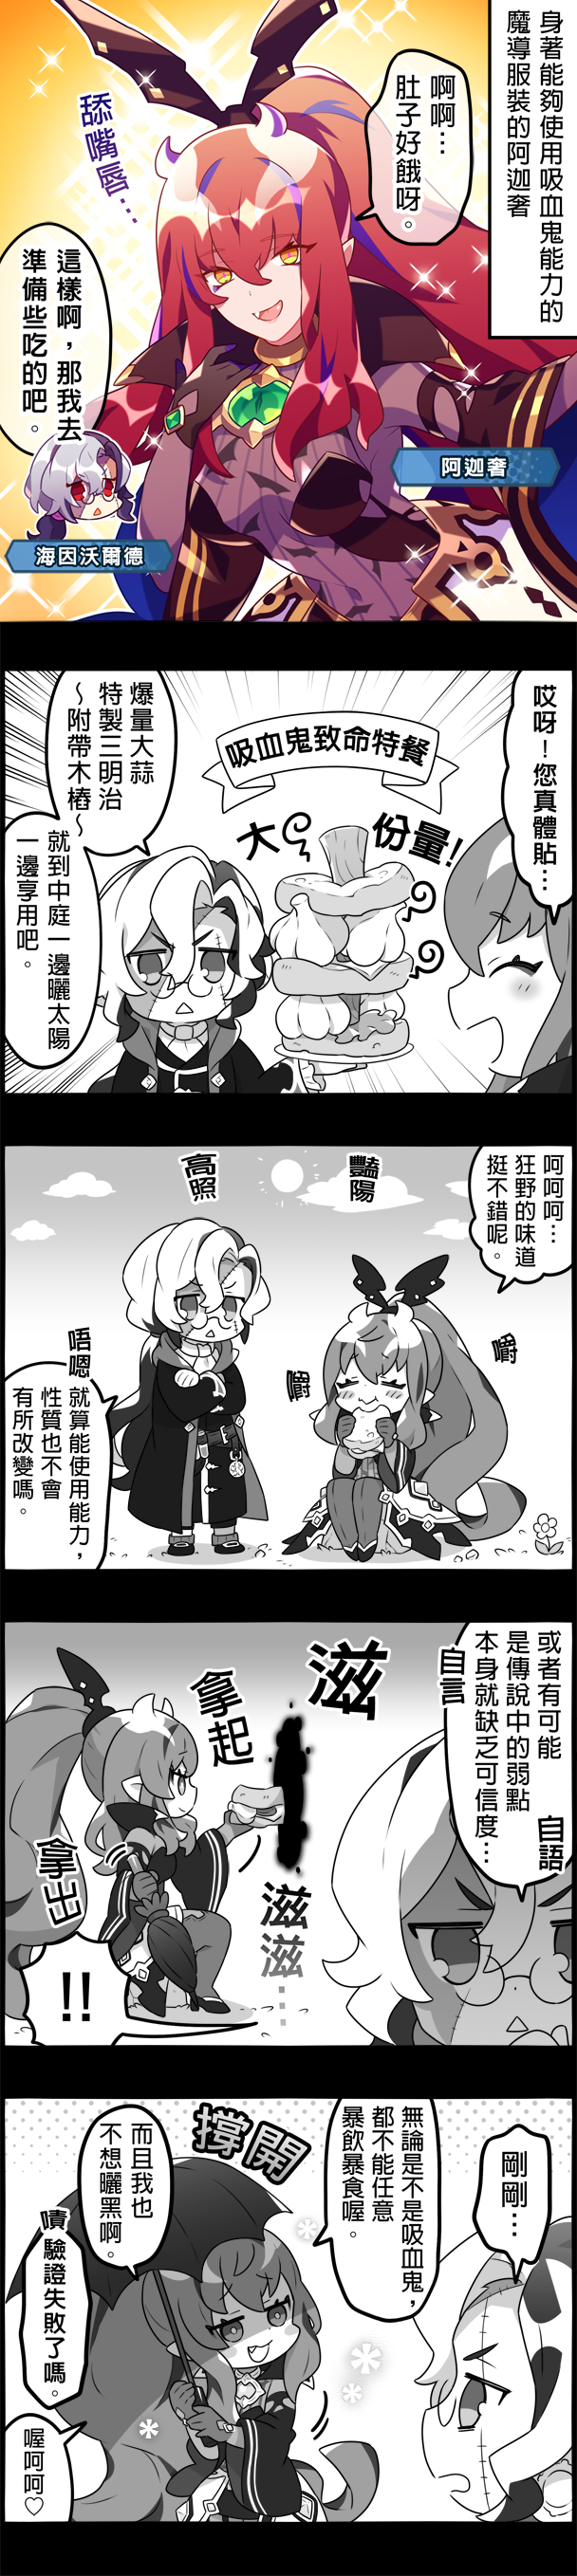 身著能夠使用吸血鬼能力的
魔導服裝的阿迦奢
啊啊…
肚子好餓呀。
舔嘴唇…
這樣啊，那我去
準備些吃的吧。
阿迦奢
海因沃爾德
哎呀！您真體貼…
吸血鬼致命特餐
大份量！
爆量大蒜
特製三明治
～附帶木樁～
就到中庭一邊曬太陽
一邊享用吧。
呵呵呵…
狂野的味道
挺不錯呢。
豔陽
高照
嚼
嚼
唔嗯
就算能使用能力，
性質也不會
有所改變嗎。
或者有可能
是傳說中的弱點
本身就缺乏可信度…
自言
自語
滋
拿起
滋滋…
拿出
!!
剛剛…
無論是不是吸血鬼，
都不能任意
暴飲暴食喔。
撐開
而且我也
不想曬黑啊。
嘖
驗證失敗了嗎。
喔呵呵♡